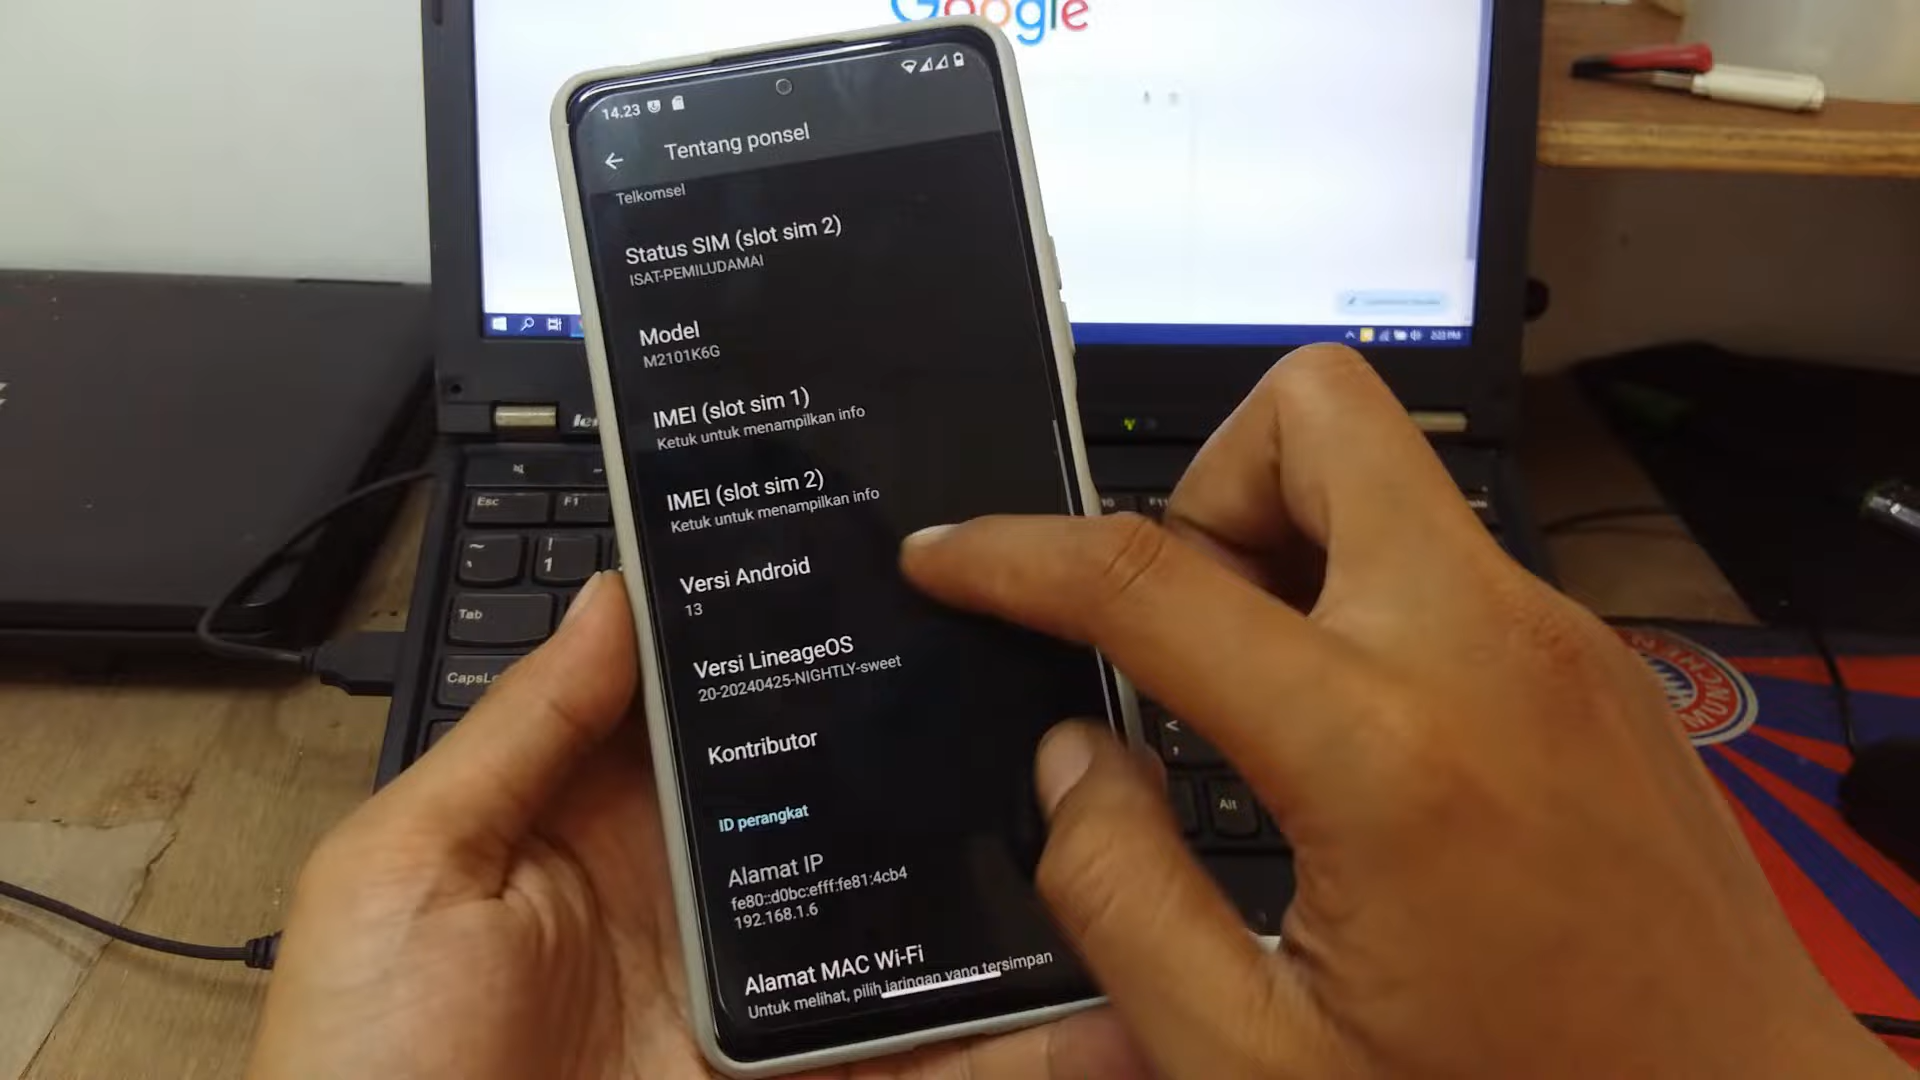 Google
14.23
Tentang ponsel
Telkomsel
Status SIM (slot sim 2)
ISAT-PEMILUDAMAI
Model
M2101K6G
IMEI (slot sim 1)
Ketuk untuk menampilkan info
IMEI (slot sim 2)
Ketuk untuk menampilkan info
Versi Android
13
Versi LineageOS
20-20240425-NIGHTLY-sweet
Kontributor
ID perangkat
Alamat IP
fe80::d0bc:efff:fe81:4cb4
192.168.1.6
Alamat MAC Wi-Fi
Untuk melihat, pilih jaringan yang tersimpan
Esc
F1
~
!
1
Tab
CapsLo
<
,
Alt
MUNCHEN